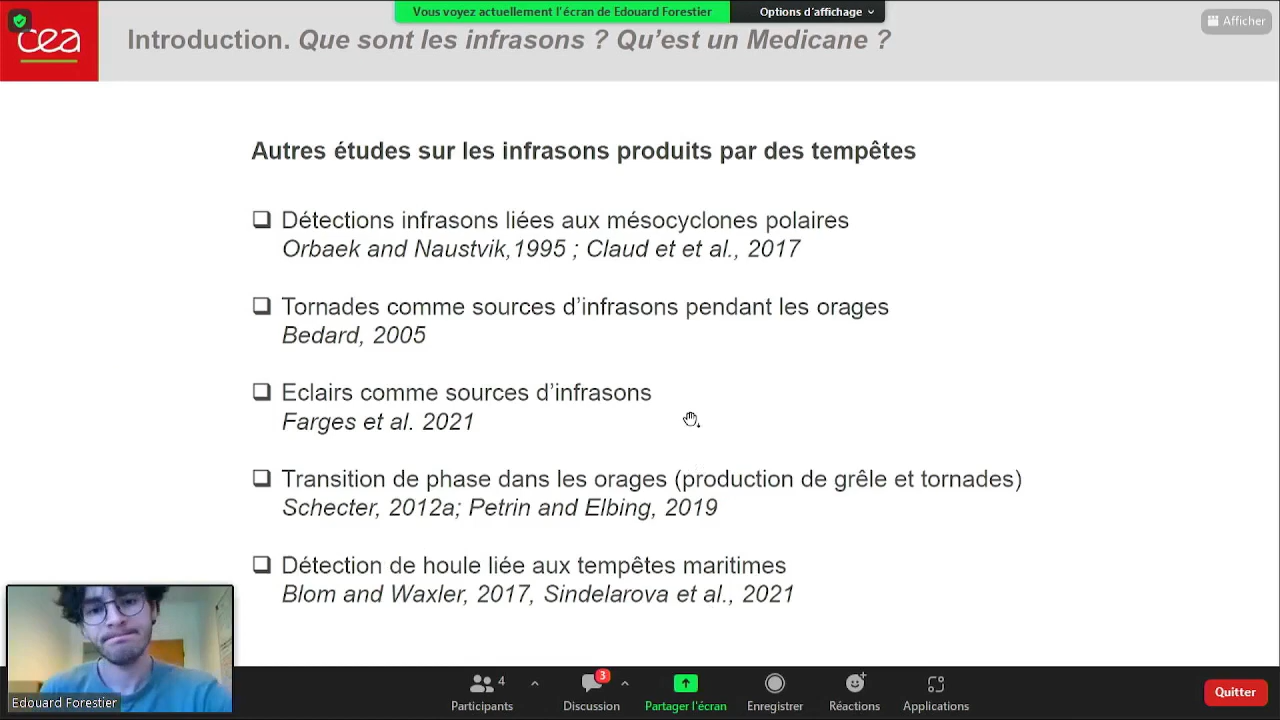 Vous voyez actuellement l'écran de Edouard Forestier
Options d'affichage
Afficher
cea
Introduction. Que sont les infrasons ? Qu'est un Medicane ?
Autres études sur les infrasons produits par des tempêtes
Détections infrasons liées aux mésocyclones polaires
Orbaek and Naustvik,1995 ; Claud et et al., 2017
Tornades comme sources d'infrasons pendant les orages
Bedard, 2005
Eclairs comme sources d'infrasons
Farges et al. 2021
Transition de phase dans les orages (production de grêle et tornades)
Schecter, 2012a; Petrin and Elbing, 2019
Détection de houle liée aux tempêtes maritimes
Blom and Waxler, 2017, Sindelarova et al., 2021
Edouard Forestier
4
3
Participants
Discussion
Partager l'écran
Enregistrer
Réactions
Applications
Quitter